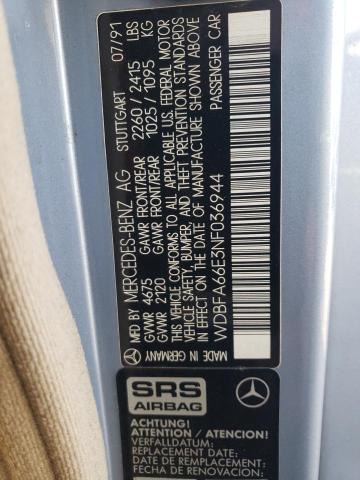 MFD BY MERCEDES-BENZ AG STUTTGART 07/91
GVWR 4675 GAWR FRONT/REAR 2260 / 2415 LBS
GVWR 2120 GAWR FRONT/REAR 1025 / 1095 KG
THIS VEHICLE CONFORMS TO ALL APPLICABLE U.S. FEDERAL MOTOR
VEHICLE SAFETY, BUMPER, AND THEFT PREVENTION STANDARDS
IN EFFECT ON THE DATE OF MANUFACTURE SHOWN ABOVE
WDBFA66E3NF036944 PASSENGER CAR
MADE IN GERMANY
SRS
AIRBAG
ACHTUNG!
ATTENTION / ATENCION!
VERFALLDATUM:
REPLACEMENT DATE:
DATE DE REMPLACEMENT:
FECHA DE RENOVACION: